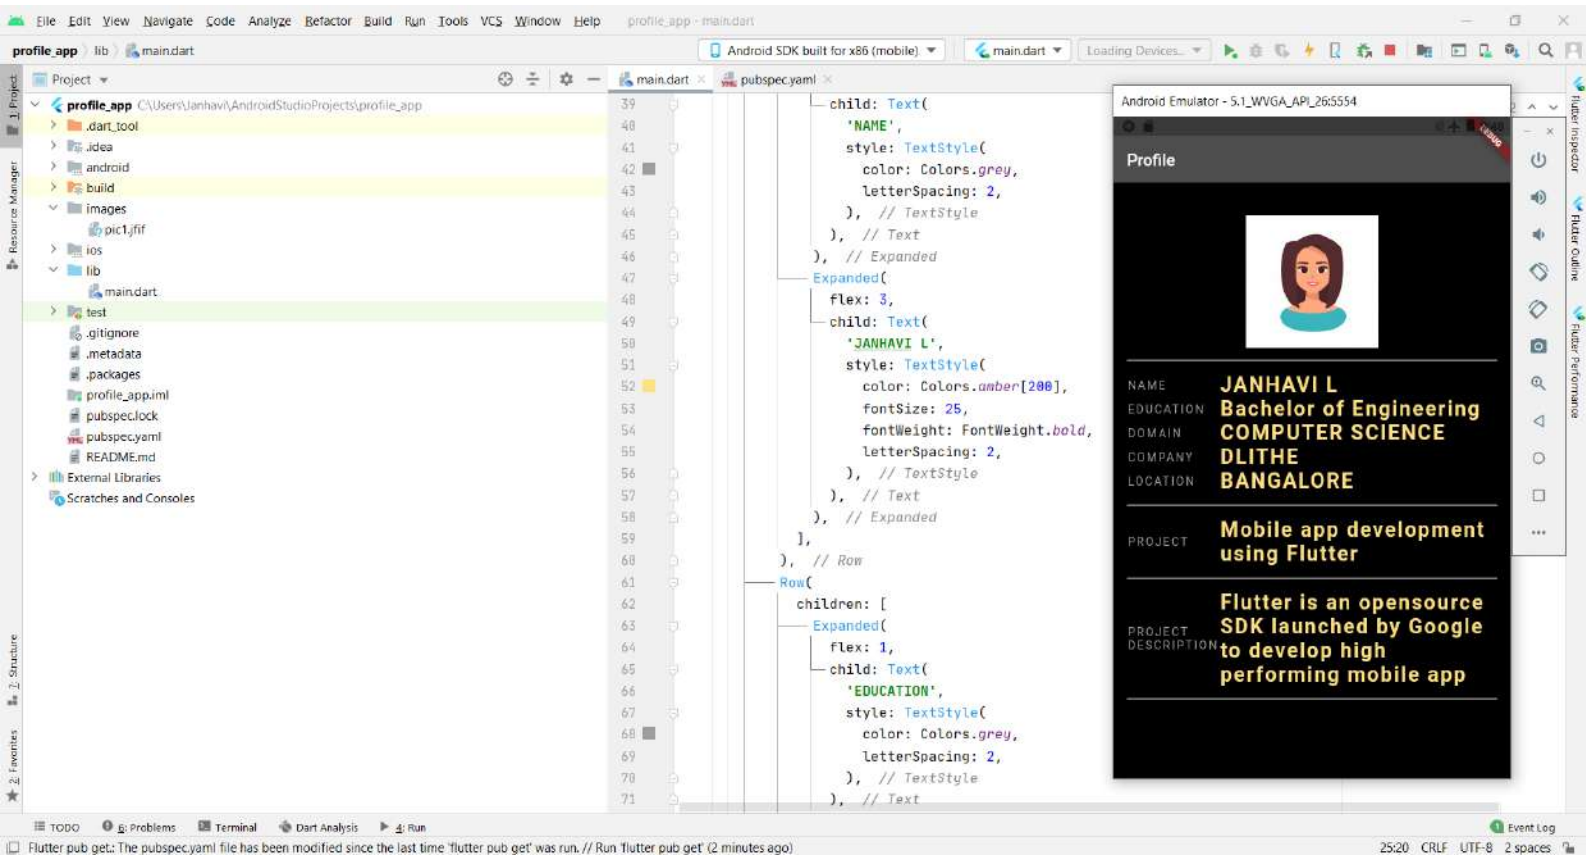 File Edit View Navigate Code Analyze Refactor Build Run Tools VCS Window Help profile_app - main.dart
profile_app lib main.dart
Android SDK built for x86 (mobile) main.dart Loading Devices...
1: Project
Resource Manager
7: Structure
2: Favorites
Project
profile_app C:\Users\Janhavi\AndroidStudioProjects\profile_app
.dart_tool
.idea
android
build
images
pic1.jfif
ios
lib
main.dart
test
.gitignore
.metadata
.packages
profile_app.iml
pubspec.lock
pubspec.yaml
README.md
External Libraries
Scratches and Consoles
main.dart pubspec.yaml
39 child: Text(
40 'NAME',
41 style: TextStyle(
42 color: Colors.grey,
43 letterSpacing: 2,
44 ), // TextStyle
45 ), // Text
46 ), // Expanded
47 Expanded(
48 flex: 3,
49 child: Text(
50 'JANHAVI L',
51 style: TextStyle(
52 color: Colors.amber[200],
53 fontSize: 25,
54 fontWeight: FontWeight.bold,
55 letterSpacing: 2,
56 ), // TextStyle
57 ), // Text
58 ), // Expanded
59 ],
60 ), // Row
61 Row(
62 children: [
63 Expanded(
64 flex: 1,
65 child: Text(
66 'EDUCATION',
67 style: TextStyle(
68 color: Colors.grey,
69 letterSpacing: 2,
70 ), // TextStyle
71 ), // Text
Android Emulator - 5.1_WVGA_API_26:5554
DEBUG
Profile
NAME JANHAVI L
EDUCATION Bachelor of Engineering
DOMAIN COMPUTER SCIENCE
COMPANY DLITHE
LOCATION BANGALORE
PROJECT Mobile app development
using Flutter
PROJECT DESCRIPTION Flutter is an opensource
SDK launched by Google
to develop high
performing mobile app
Flutter Inspector
Flutter Outline
Flutter Performance
TODO 6: Problems Terminal Dart Analysis 4: Run 1 Event Log
Flutter pub get.: The pubspec.yaml file has been modified since the last time 'flutter pub get' was run. // Run 'flutter pub get' (2 minutes ago) 25:20 CRLF UTF-8 2 spaces